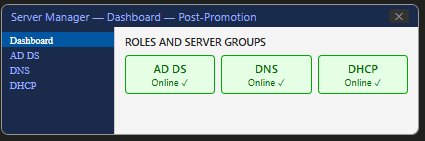 Server Manager — Dashboard — Post-Promotion ✕
Dashboard
AD DS
DNS
DHCP
ROLES AND SERVER GROUPS
AD DS
Online ✓
DNS
Online ✓
DHCP
Online ✓